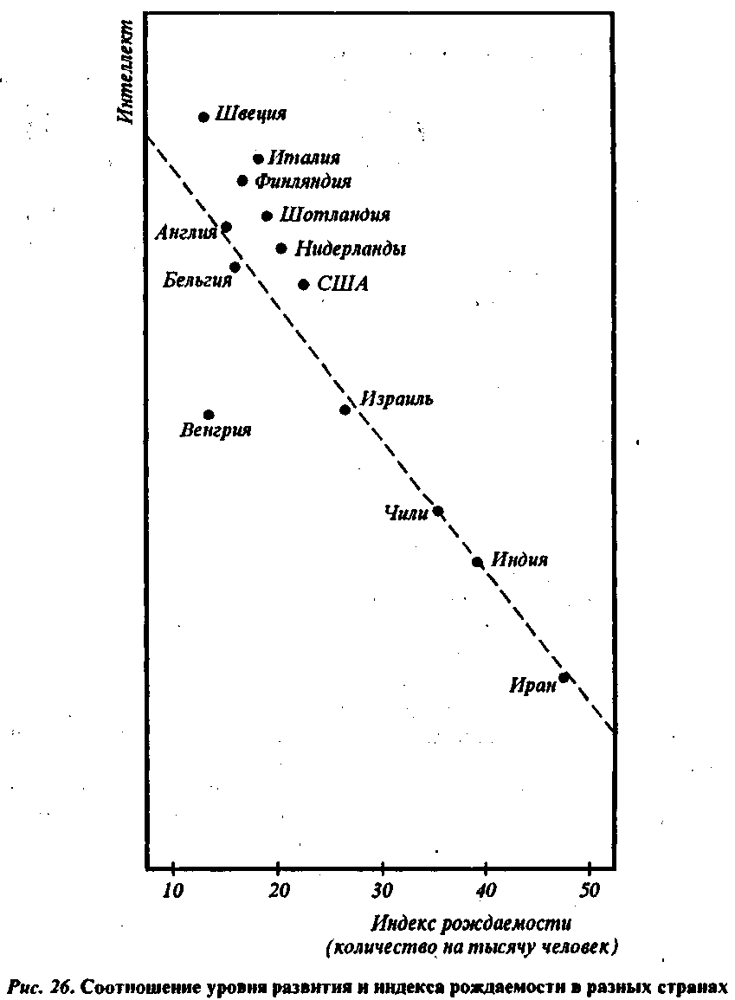 Интеллект
Швеция
Италия
Финляндия
Шотландия
Англия
Нидерланды
Бельгия
США
Израиль
Венгрия
Чили
Индия
Иран
10 20 30 40 50
Индекс рождаемости
(количество на тысячу человек)
Рис. 26. Соотношение уровня развития и индекса рождаемости в разных странах